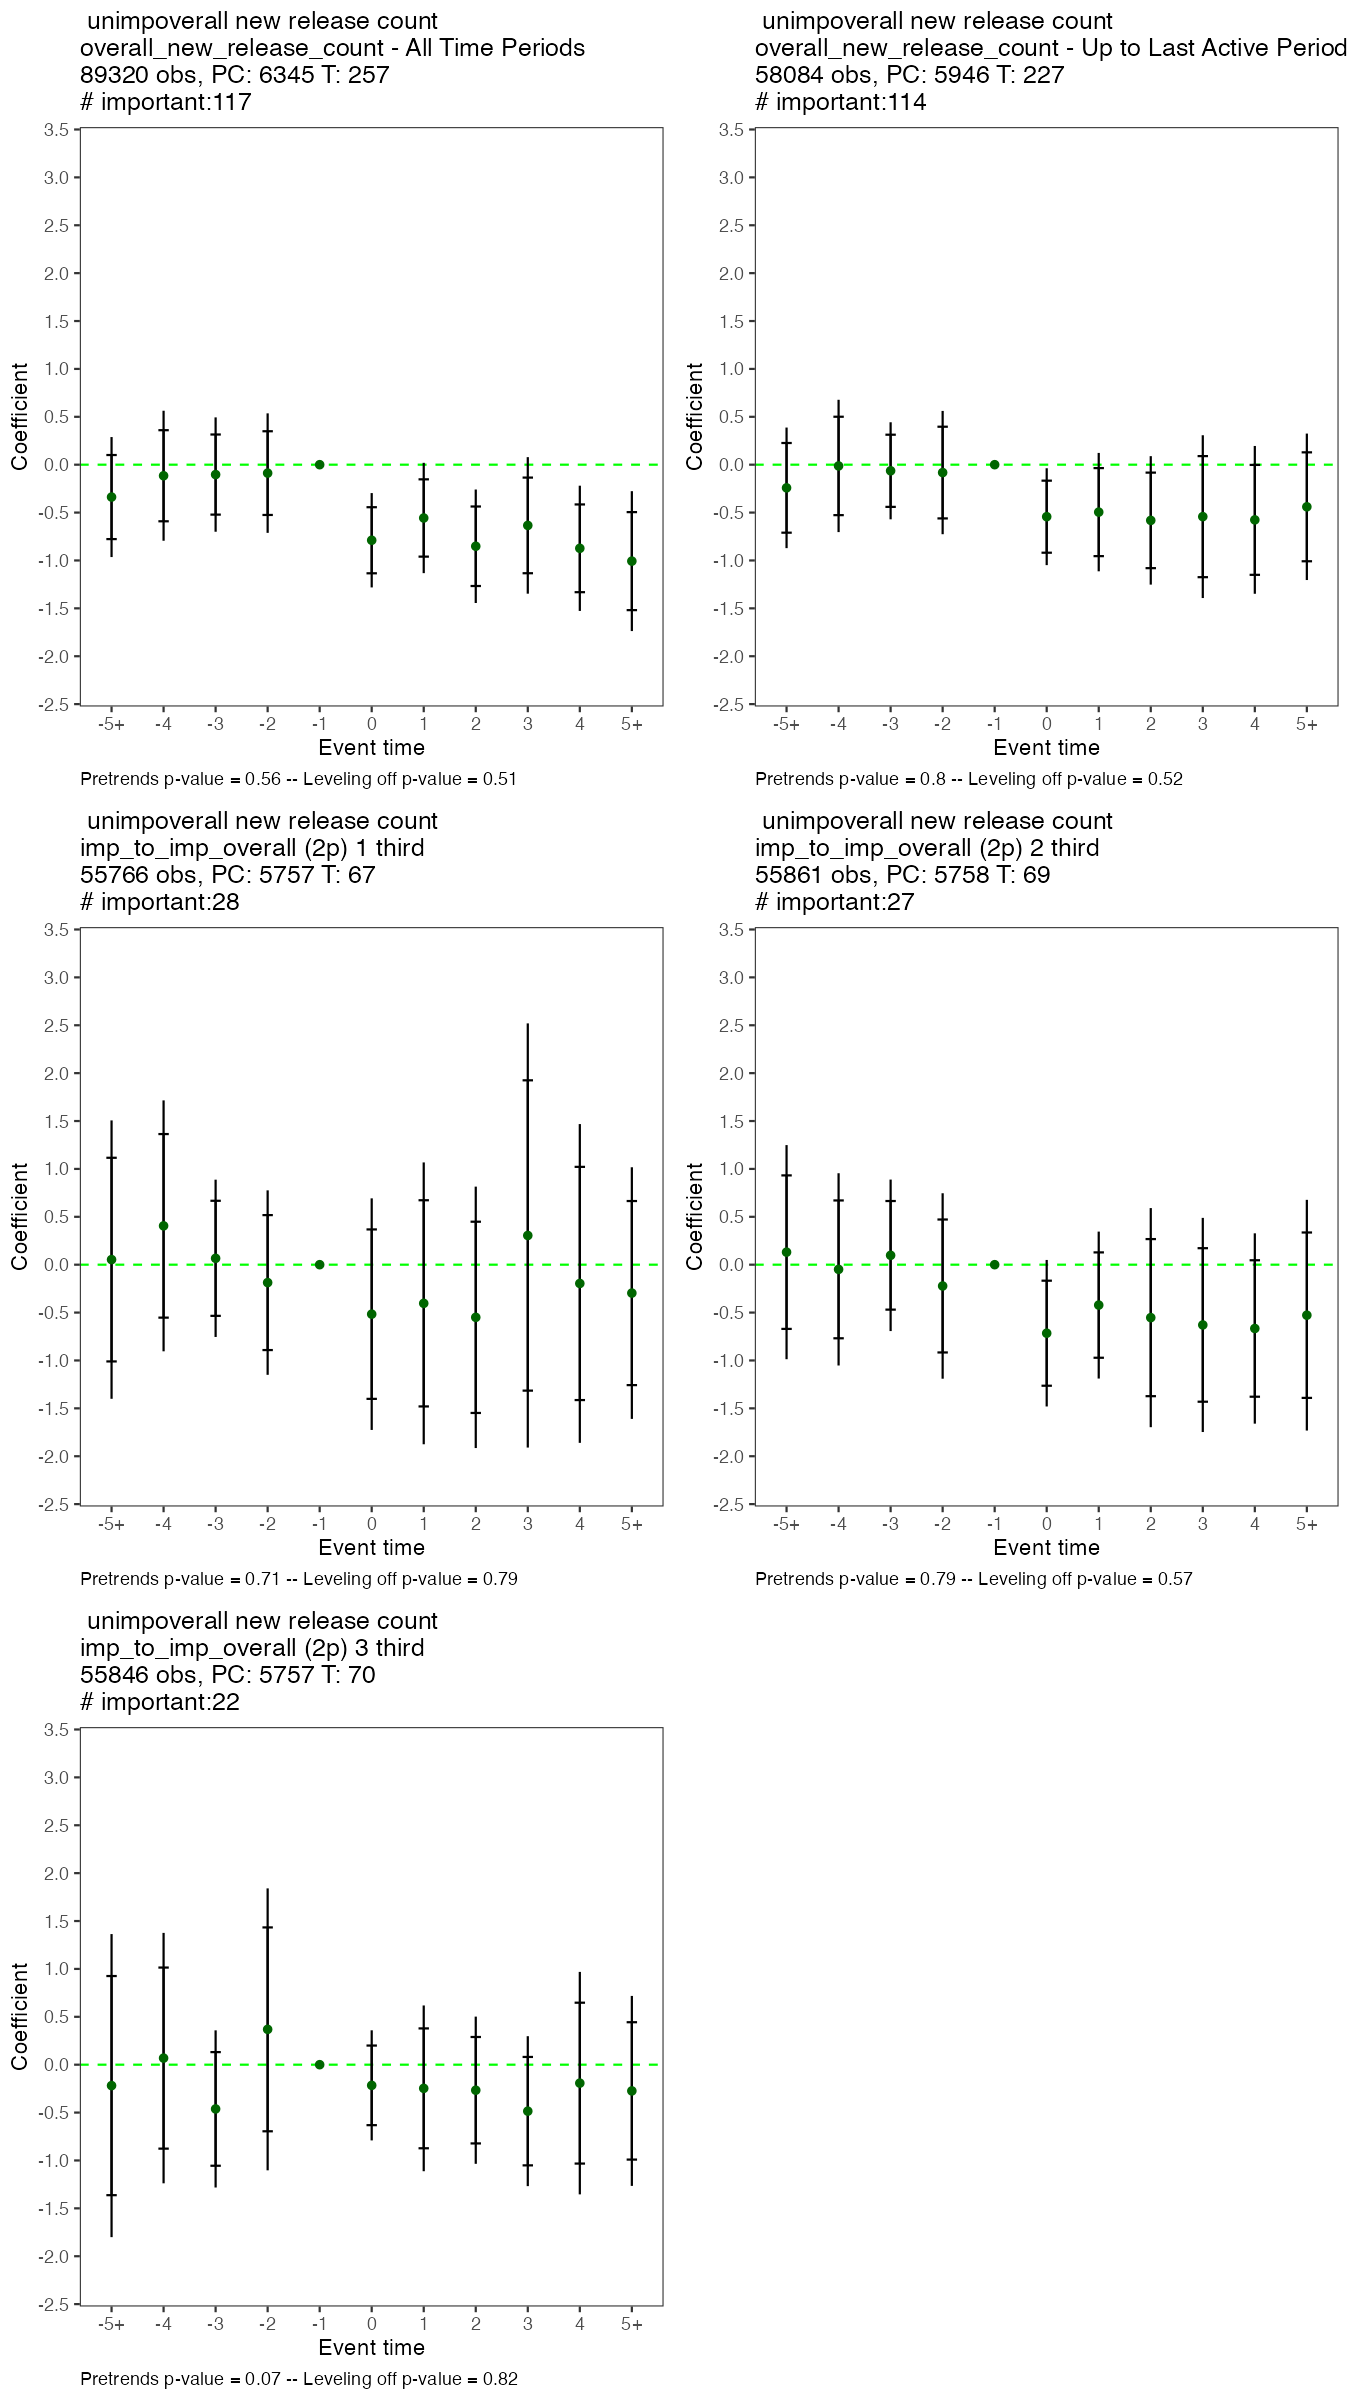 unimpoverall new release count
overall_new_release_count - All Time Periods
89320 obs, PC: 6345 T: 257
# important:117
3.5
3.0
2.5
2.0
1.5
1.0
0.5
0.0
-0.5
-1.0
-1.5
-2.0
-2.5
Coefficient
-5+ -4 -3 -2 -1 0 1 2 3 4 5+
Event time
Pretrends p-value = 0.56 -- Leveling off p-value = 0.51
unimpoverall new release count
overall_new_release_count - Up to Last Active Period
58084 obs, PC: 5946 T: 227
# important:114
3.5
3.0
2.5
2.0
1.5
1.0
0.5
0.0
-0.5
-1.0
-1.5
-2.0
-2.5
Coefficient
-5+ -4 -3 -2 -1 0 1 2 3 4 5+
Event time
Pretrends p-value = 0.8 -- Leveling off p-value = 0.52
unimpoverall new release count
imp_to_imp_overall (2p) 1 third
55766 obs, PC: 5757 T: 67
# important:28
3.5
3.0
2.5
2.0
1.5
1.0
0.5
0.0
-0.5
-1.0
-1.5
-2.0
-2.5
Coefficient
-5+ -4 -3 -2 -1 0 1 2 3 4 5+
Event time
Pretrends p-value = 0.71 -- Leveling off p-value = 0.79
unimpoverall new release count
imp_to_imp_overall (2p) 2 third
55861 obs, PC: 5758 T: 69
# important:27
3.5
3.0
2.5
2.0
1.5
1.0
0.5
0.0
-0.5
-1.0
-1.5
-2.0
-2.5
Coefficient
-5+ -4 -3 -2 -1 0 1 2 3 4 5+
Event time
Pretrends p-value = 0.79 -- Leveling off p-value = 0.57
unimpoverall new release count
imp_to_imp_overall (2p) 3 third
55846 obs, PC: 5757 T: 70
# important:22
3.5
3.0
2.5
2.0
1.5
1.0
0.5
0.0
-0.5
-1.0
-1.5
-2.0
-2.5
Coefficient
-5+ -4 -3 -2 -1 0 1 2 3 4 5+
Event time
Pretrends p-value = 0.07 -- Leveling off p-value = 0.82